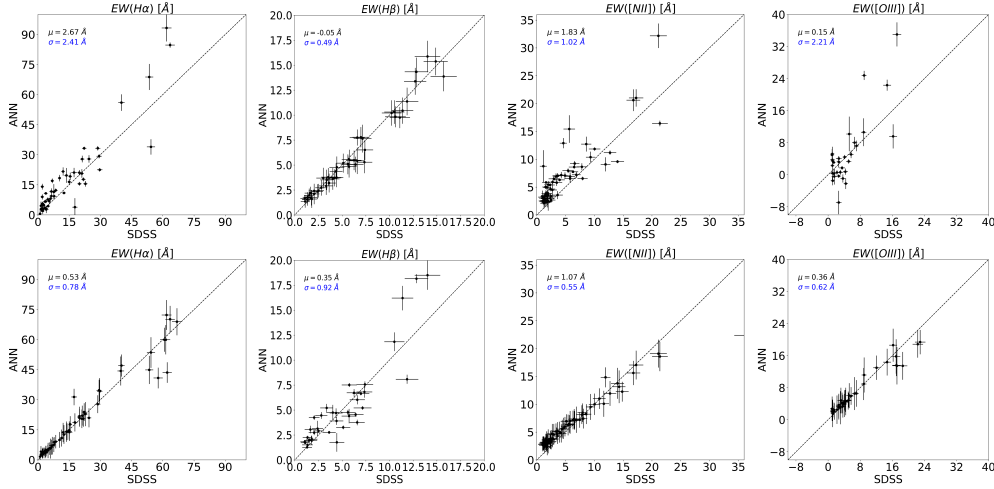 EW(Hα) [Å]
μ = 2.67 Å
σ = 2.41 Å
ANN
90
75
60
45
30
15
0
0 15 30 45 60 75 90
SDSS
EW(Hβ) [Å]
μ = -0.05 Å
σ = 0.49 Å
ANN
20.0
17.5
15.0
12.5
10.0
7.5
5.0
2.5
0.0
0.0 2.5 5.0 7.5 10.0 12.5 15.0 17.5 20.0
SDSS
EW([NII]) [Å]
μ = 1.83 Å
σ = 1.02 Å
ANN
35
30
25
20
15
10
5
0
0 5 10 15 20 25 30 35
SDSS
EW([OIII]) [Å]
μ = 0.15 Å
σ = 2.21 Å
ANN
40
32
24
16
8
0
−8
−8 0 8 16 24 32 40
SDSS
EW(Hα) [Å]
μ = 0.53 Å
σ = 0.78 Å
ANN
90
75
60
45
30
15
0
0 15 30 45 60 75 90
SDSS
EW(Hβ) [Å]
μ = 0.35 Å
σ = 0.92 Å
ANN
20.0
17.5
15.0
12.5
10.0
7.5
5.0
2.5
0.0
0.0 2.5 5.0 7.5 10.0 12.5 15.0 17.5 20.0
SDSS
EW([NII]) [Å]
μ = 1.07 Å
σ = 0.55 Å
ANN
35
30
25
20
15
10
5
0
0 5 10 15 20 25 30 35
SDSS
EW([OIII]) [Å]
μ = 0.36 Å
σ = 0.62 Å
ANN
40
32
24
16
8
0
−8
−8 0 8 16 24 32 40
SDSS